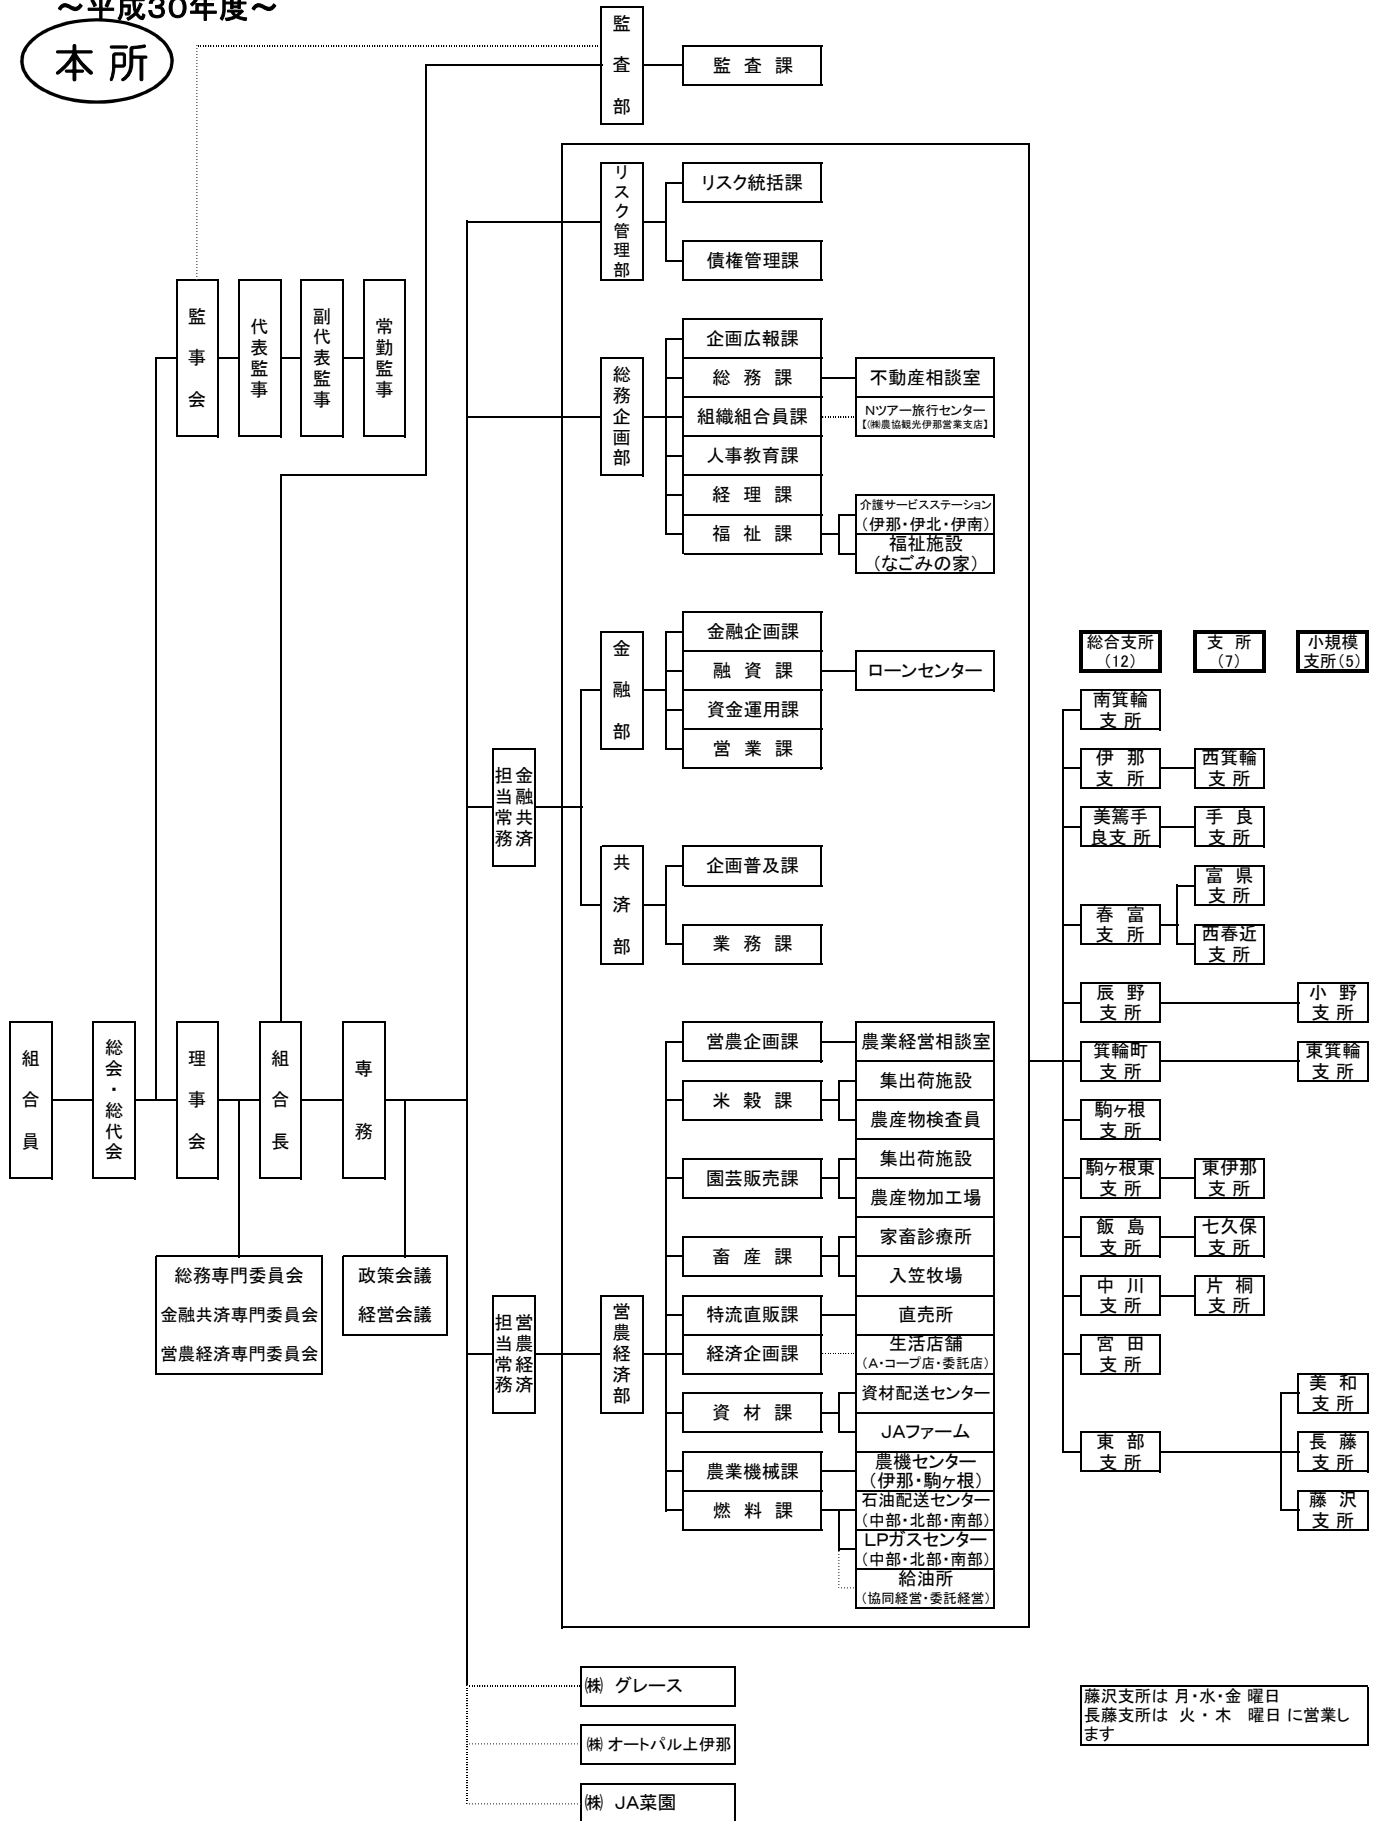 ～平成30年度～
本所
監査部
監査課
リスク管理部
リスク統括課
債権管理課
監事会
代表監事
副代表監事
常勤監事
総務企画部
企画広報課
総務課
不動産相談室
組織組合員課
Nツアー旅行センター
【㈱農協観光伊那営業支店】
人事教育課
経理課
福祉課
介護サービスステーション
（伊那・伊北・伊南）
福祉施設
（なごみの家）
金融共済
担当常務
金融部
金融企画課
融資課
ローンセンター
資金運用課
営業課
共済部
企画普及課
業務課
組合員
総会・総代会
理事会
組合長
専務
総務専門委員会
金融共済専門委員会
営農経済専門委員会
政策会議
経営会議
営農経済
担当常務
営農経済部
営農企画課
農業経営相談室
米穀課
集出荷施設
農産物検査員
園芸販売課
集出荷施設
農産物加工場
畜産課
家畜診療所
入笠牧場
特流直販課
直売所
経済企画課
生活店舗
（A・コープ店・委託店）
資材課
資材配送センター
JAファーム
農業機械課
農機センター
（伊那・駒ヶ根）
燃料課
石油配送センター
（中部・北部・南部）
LPガスセンター
（中部・北部・南部）
給油所
（協同経営・委託経営）
㈱ グレース
㈱ オートパル上伊那
㈱ JA菜園
総合支所
（12）
支所
（7）
小規模
支所（5）
南箕輪
支所
伊那
支所
西箕輪
支所
美篶手
良支所
手良
支所
春富
支所
富県
支所
西春近
支所
辰野
支所
小野
支所
箕輪町
支所
東箕輪
支所
駒ヶ根
支所
駒ヶ根東
支所
東伊那
支所
飯島
支所
七久保
支所
中川
支所
片桐
支所
宮田
支所
東部
支所
美和
支所
長藤
支所
藤沢
支所
藤沢支所は 月・水・金 曜日
長藤支所は 火・木 曜日 に営業し
ます